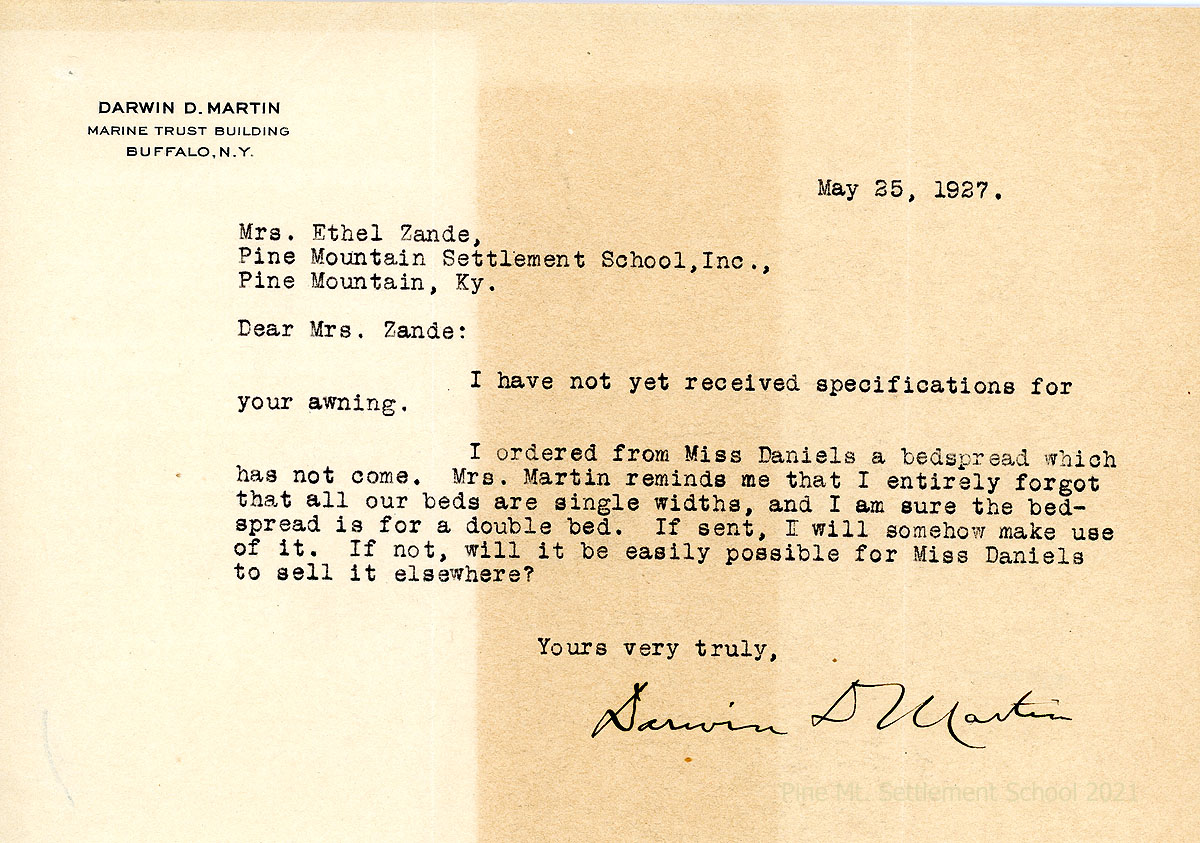 DARWIN D. MARTIN
MARINE TRUST BUILDING
BUFFALO, N.Y.
May 25, 1927.
Mrs. Ethel Zande,
Pine Mountain Settlement School,Inc.,
Pine Mountain, Ky.
Dear Mrs. Zande:
I have not yet received specifications for
your awning.
I ordered from Miss Daniels a bedspread which
has not come. Mrs. Martin reminds me that I entirely forgot
that all our beds are single widths, and I am sure the bed-
spread is for a double bed. If sent, I will somehow make use
of it. If not, will it be easily possible for Miss Daniels
to sell it elsewhere?
Yours very truly,
Darwin D Martin
Pine Mt. Settlement School 2021